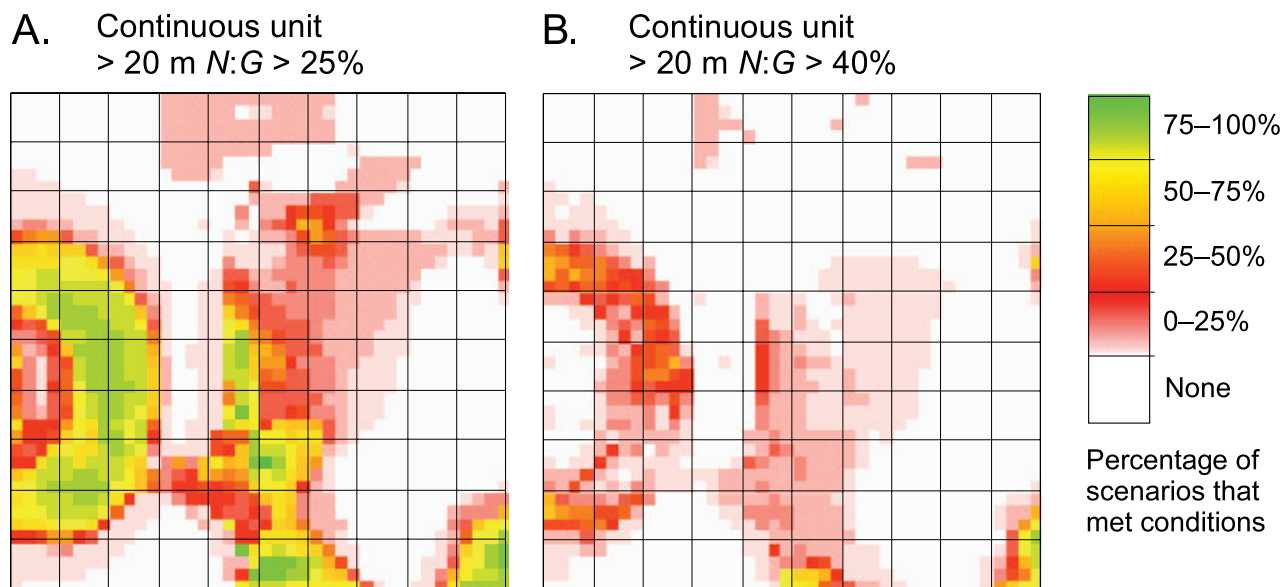 A. Continuous unit
> 20 m N:G > 25%
B. Continuous unit
> 20 m N:G > 40%
75–100%
50–75%
25–50%
0–25%
None
Percentage of
scenarios that
met conditions